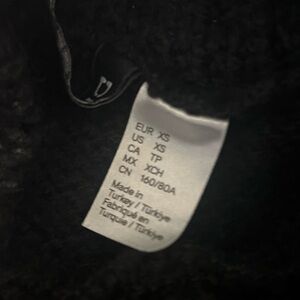 EUR XS
US XS
CA TP
MX XCH
CN 160/80A
Made in
Turkey / Türkiye
Fabriqué en
Turquie / Türkiye